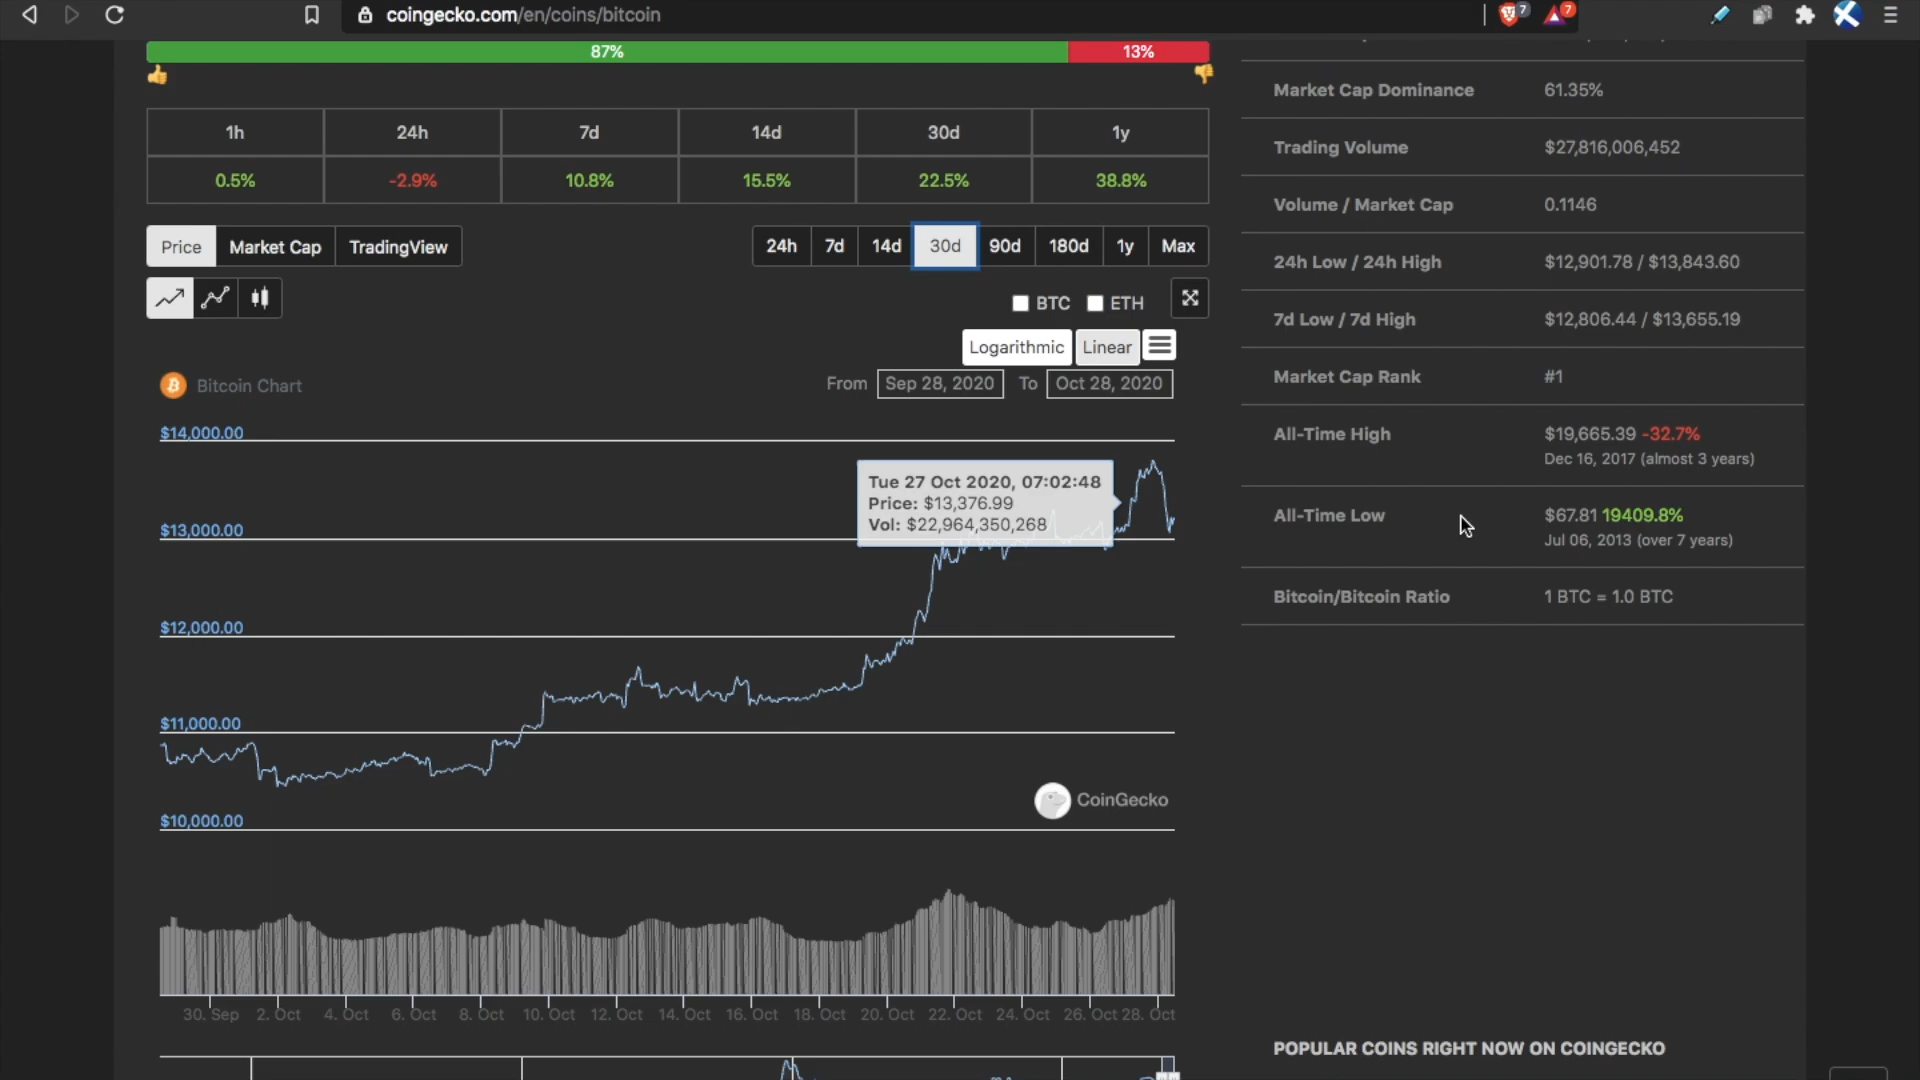 coingecko.com/en/coins/bitcoin
7
7
87%
13%
1h 24h 7d 14d 30d 1y
0.5% -2.9% 10.8% 15.5% 22.5% 38.8%
Price Market Cap TradingView
24h 7d 14d 30d 90d 180d 1y Max
BTC ETH
Logarithmic Linear
Bitcoin Chart
From Sep 28, 2020 To Oct 28, 2020
$14,000.00
Tue 27 Oct 2020, 07:02:48
Price: $13,376.99
Vol: $22,964,350,268
$13,000.00
$12,000.00
$11,000.00
$10,000.00
CoinGecko
30. Sep 2. Oct 4. Oct 6. Oct 8. Oct 10. Oct 12. Oct 14. Oct 16. Oct 18. Oct 20. Oct 22. Oct 24. Oct 26. Oct 28. Oct
Market Cap Dominance 61.35%
Trading Volume $27,816,006,452
Volume / Market Cap 0.1146
24h Low / 24h High $12,901.78 / $13,843.60
7d Low / 7d High $12,806.44 / $13,655.19
Market Cap Rank #1
All-Time High $19,665.39 -32.7%
Dec 16, 2017 (almost 3 years)
All-Time Low $67.81 19409.8%
Jul 06, 2013 (over 7 years)
Bitcoin/Bitcoin Ratio 1 BTC = 1.0 BTC
POPULAR COINS RIGHT NOW ON COINGECKO